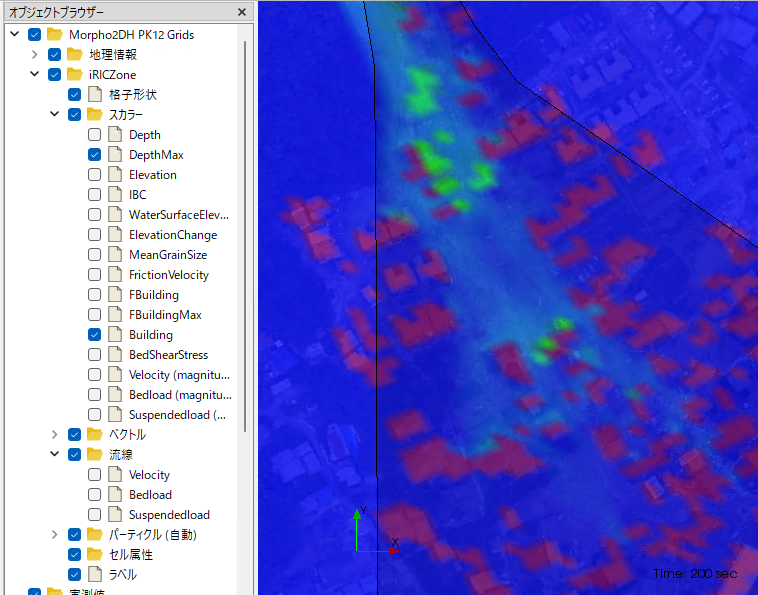 オブジェクトブラウザー
Morpho2DH PK12 Grids
地理情報
iRICZone
格子形状
スカラー
Depth
DepthMax
Elevation
IBC
WaterSurfaceElev...
ElevationChange
MeanGrainSize
FrictionVelocity
FBuilding
FBuildingMax
Building
BedShearStress
Velocity (magnitu...
Bedload (magnitu...
Suspendedload (...
ベクトル
流線
Velocity
Bedload
Suspendedload
パーティクル (自動)
セル属性
ラベル
実測値
Y
X
Time: 200 sec